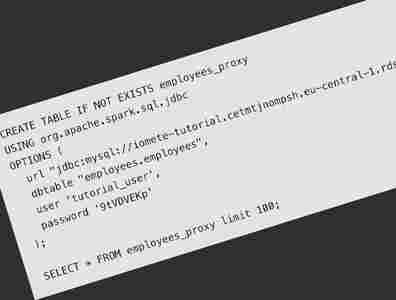 CREATE TABLE IF NOT EXISTS employees_proxy
USING org.apache.spark.sql.jdbc
OPTIONS (
url "jdbc:mysql://iomete-tutorial.cetmtjnompsh.eu-central-1.rds
dbtable "employees.employees",
user 'tutorial_user',
password '9tVDVEKp'
);
SELECT * FROM employees_proxy limit 100;